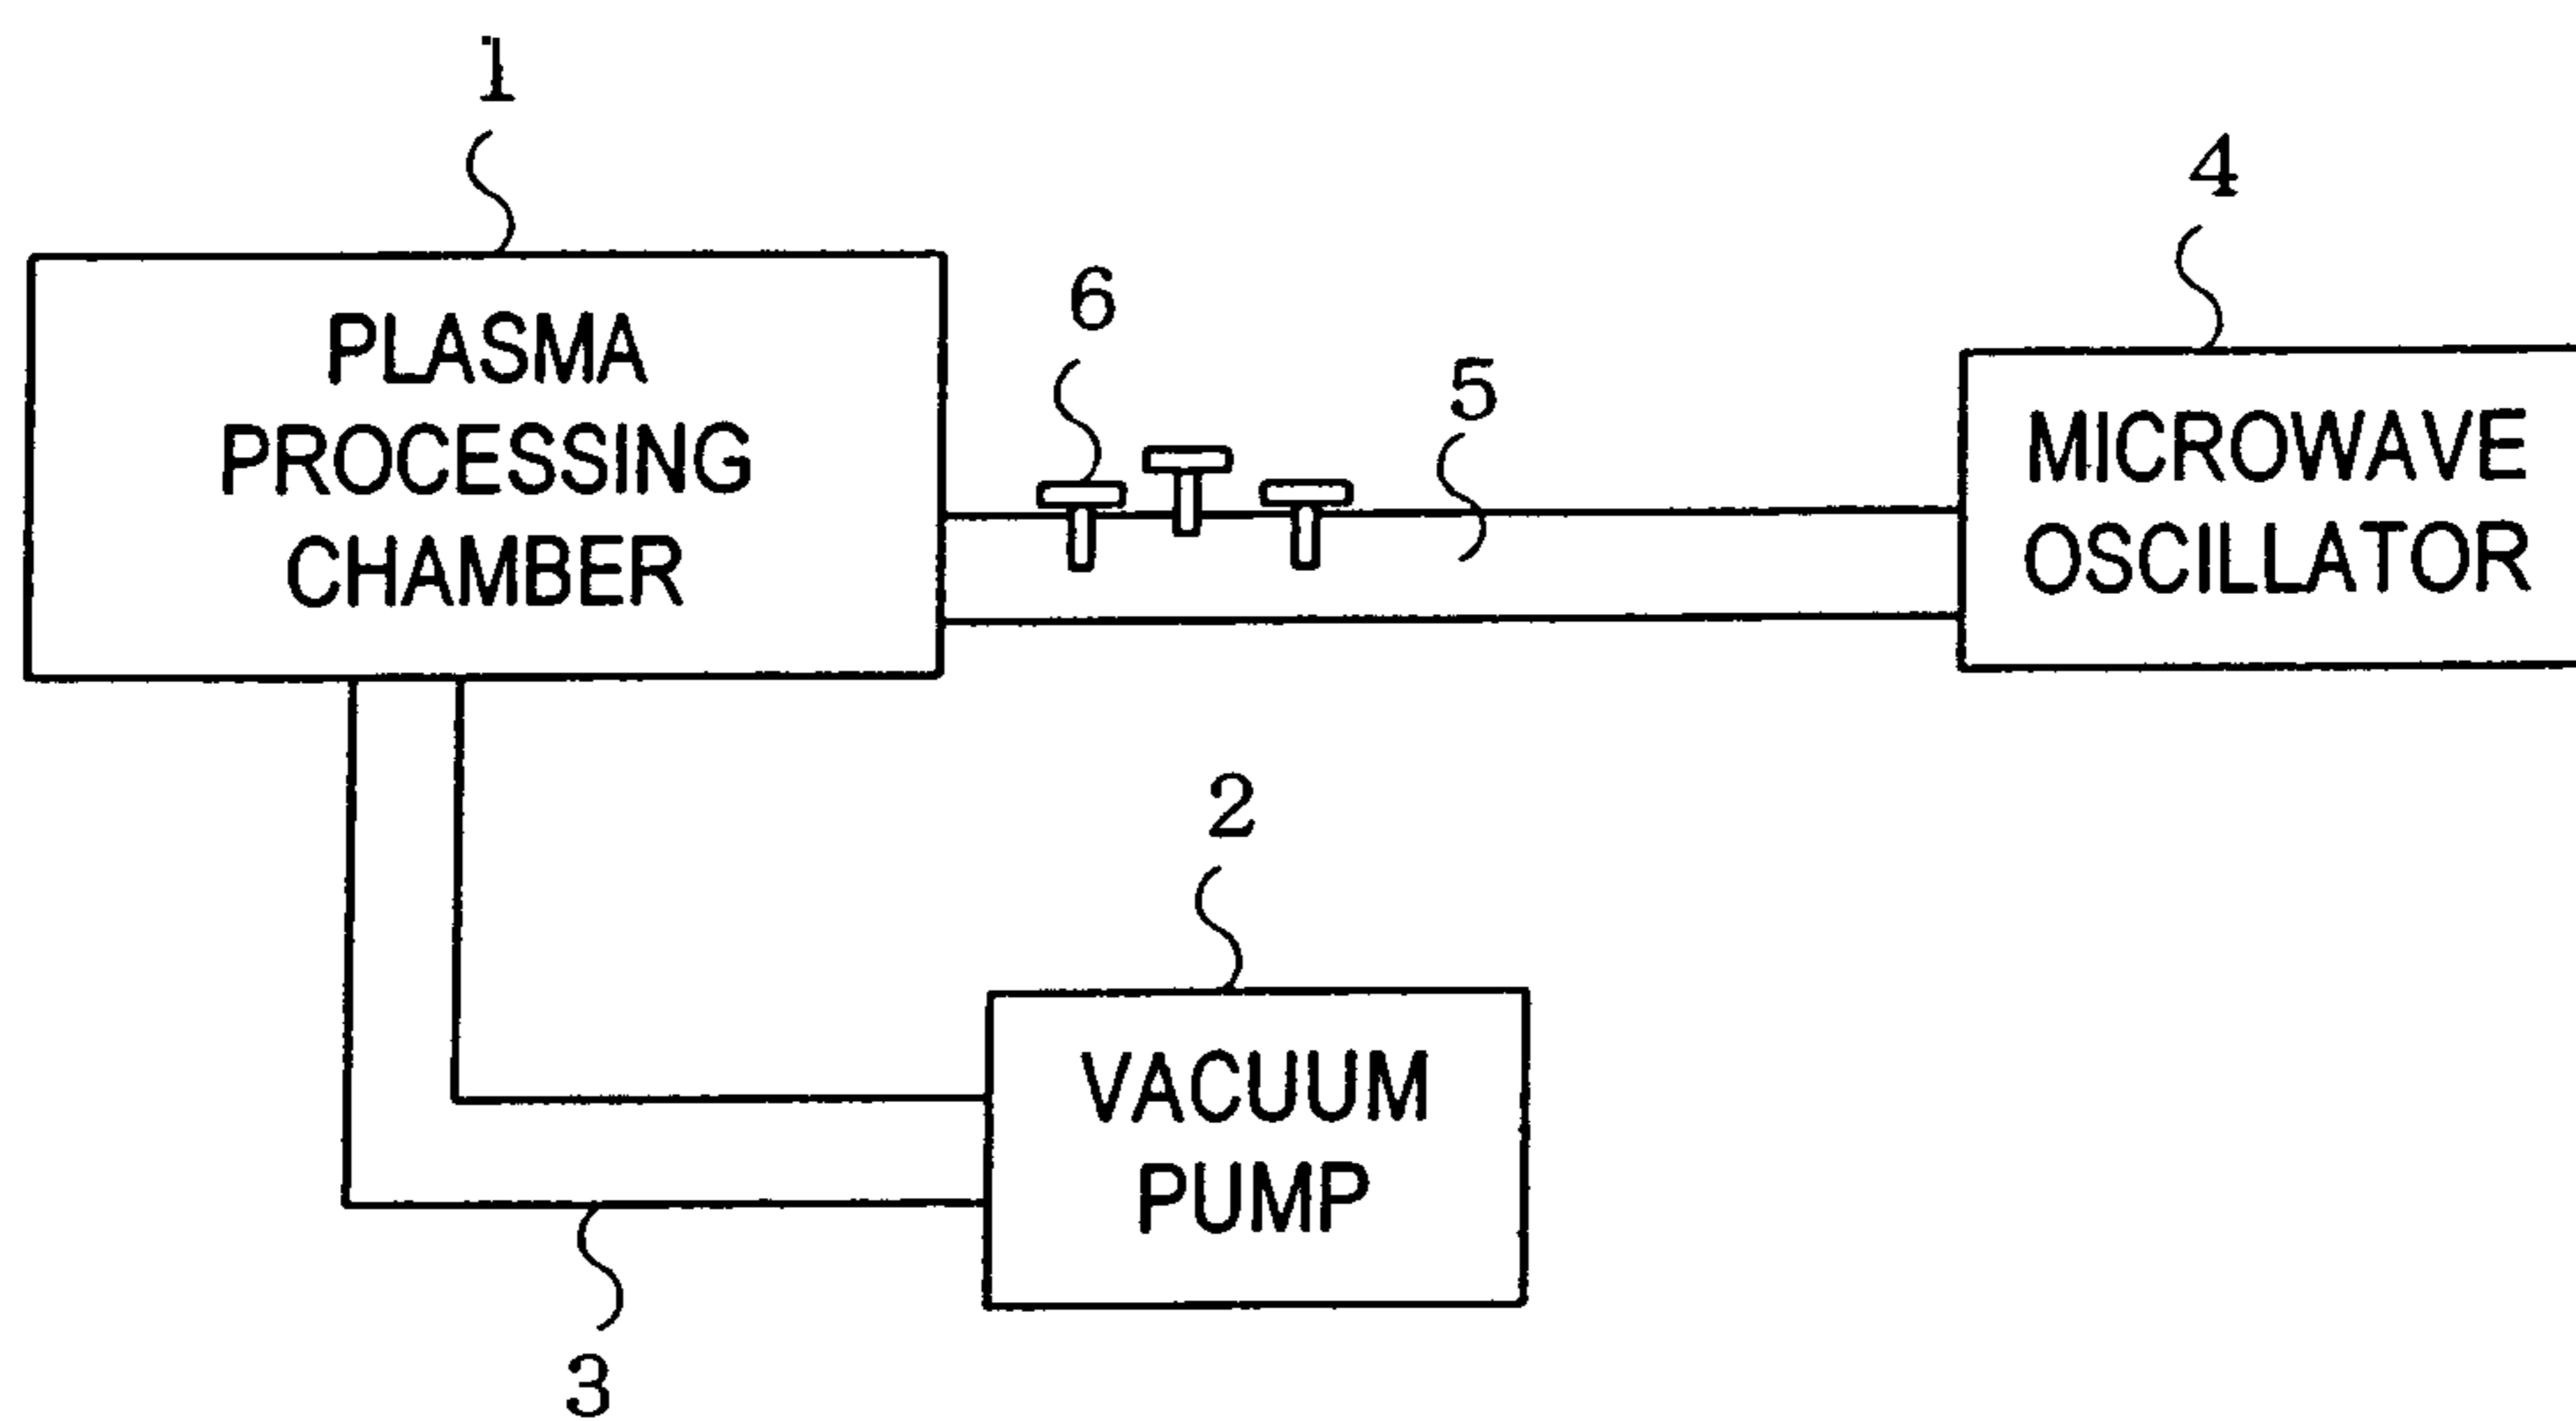 1
PLASMA
PROCESSING
CHAMBER
6
5
4
MICROWAVE
OSCILLATOR
2
VACUUM
PUMP
3